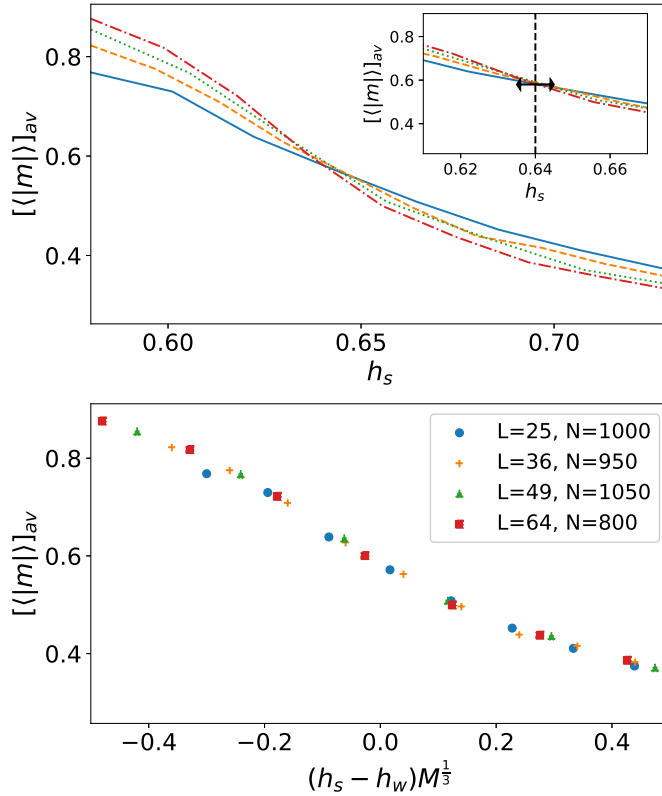 [⟨|m|⟩]av
0.8
0.6
0.4
0.60
0.65
0.70
hs
[⟨|m|⟩]av
0.8
0.6
0.4
0.62
0.64
0.66
hs
[⟨|m|⟩]av
0.8
0.6
0.4
−0.4
−0.2
0.0
0.2
0.4
(hs − hw)M^1/3
L=25, N=1000
L=36, N=950
L=49, N=1050
L=64, N=800